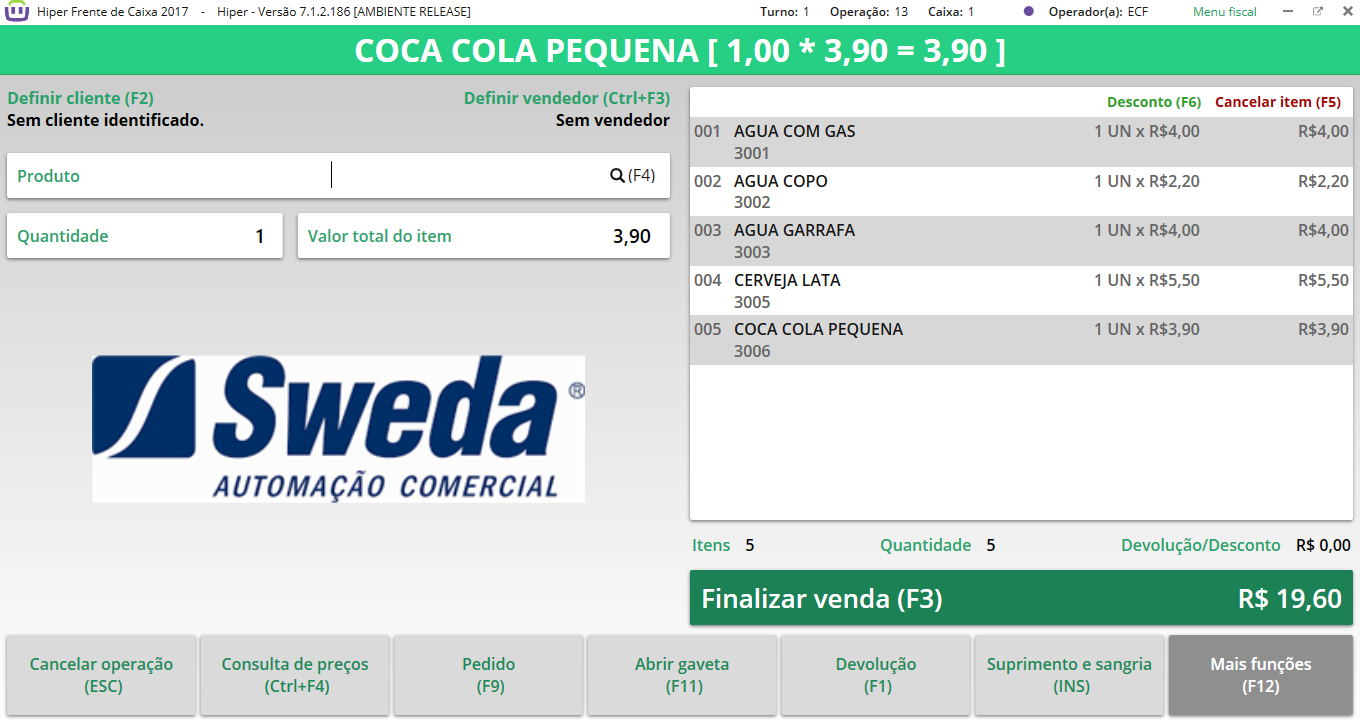 Hiper Frente de Caixa 2017 - Hiper - Versão 7.1.2.186 [AMBIENTE RELEASE] Turno: 1 Operação: 13 Caixa: 1 Operador(a): ECF Menu fiscal
COCA COLA PEQUENA [ 1,00 * 3,90 = 3,90 ]
Definir cliente (F2) Definir vendedor (Ctrl+F3)
Sem cliente identificado. Sem vendedor
Produto (F4)
Quantidade 1 Valor total do item 3,90
Sweda®
AUTOMAÇÃO COMERCIAL
Desconto (F6) Cancelar item (F5)
001 AGUA COM GAS 1 UN x R$4,00 R$4,00
3001
002 AGUA COPO 1 UN x R$2,20 R$2,20
3002
003 AGUA GARRAFA 1 UN x R$4,00 R$4,00
3003
004 CERVEJA LATA 1 UN x R$5,50 R$5,50
3005
005 COCA COLA PEQUENA 1 UN x R$3,90 R$3,90
3006
Itens 5 Quantidade 5 Devolução/Desconto R$ 0,00
Finalizar venda (F3) R$ 19,60
Cancelar operação (ESC)
Consulta de preços (Ctrl+F4)
Pedido (F9)
Abrir gaveta (F11)
Devolução (F1)
Suprimento e sangria (INS)
Mais funções (F12)